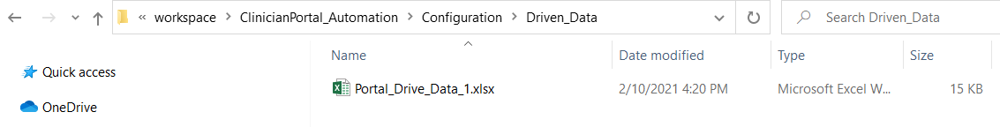 « workspace > ClinicianPortal_Automation > Configuration > Driven_Data
Search Driven_Data
Name Date modified Type Size
Quick access
Portal_Drive_Data_1.xlsx 2/10/2021 4:20 PM Microsoft Excel W... 15 KB
OneDrive